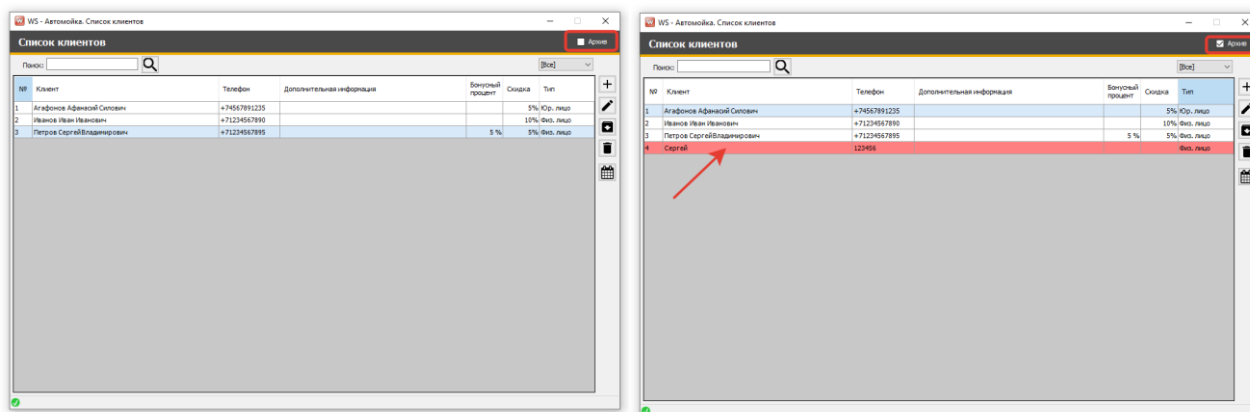 WS - Автомойка. Список клиентов
Список клиентов
Архив
Поиск:
[Все]
№ Клиент Телефон Дополнительная информация Бонусный процент Скидка Тип
1 Агафонов Афанасий Силович +74567891235 5% Юр. лицо
2 Иванов Иван Иванович +71234567890 10% Физ. лицо
3 Петров СергейВладимирович +71234567895 5 % 5% Физ. лицо
WS - Автомойка. Список клиентов
Список клиентов
Архив
Поиск:
[Все]
№ Клиент Телефон Дополнительная информация Бонусный процент Скидка Тип
1 Агафонов Афанасий Силович +74567891235 5% Юр. лицо
2 Иванов Иван Иванович +71234567890 10% Физ. лицо
3 Петров СергейВладимирович +71234567895 5 % 5% Физ. лицо
4 Сергей 123456 Физ. лицо